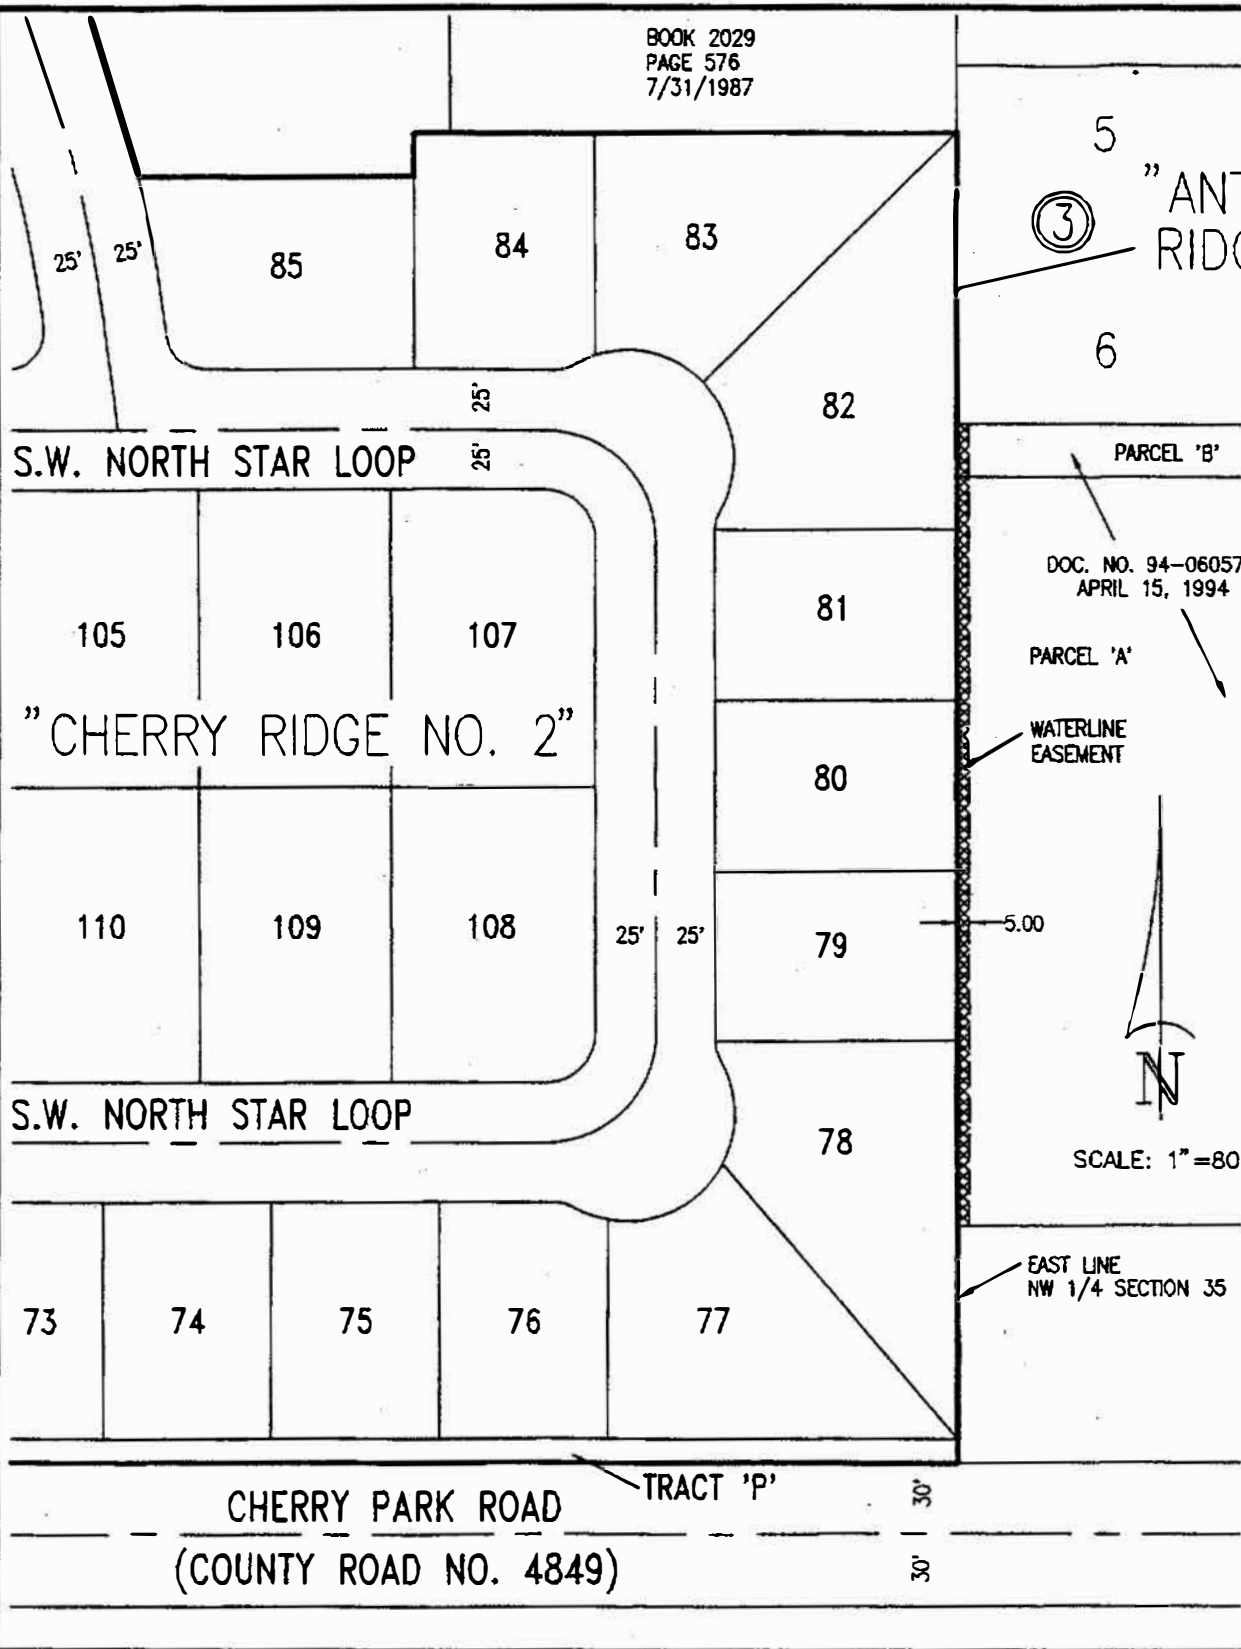 BOOK 2029
PAGE 576
7/31/1987
5
"ANT
3
RIDG
6
85
84
83
82
25'
25'
25'
25'
S.W. NORTH STAR LOOP
PARCEL 'B'
DOC. NO. 94-06057
APRIL 15, 1994
105
106
107
81
PARCEL 'A'
"CHERRY RIDGE NO. 2"
WATERLINE
EASEMENT
80
110
109
108
25'
25'
79
5.00
N
S.W. NORTH STAR LOOP
78
SCALE: 1"=80
EAST LINE
NW 1/4 SECTION 35
73
74
75
76
77
TRACT 'P'
CHERRY PARK ROAD
30'
(COUNTY ROAD NO. 4849)
30'